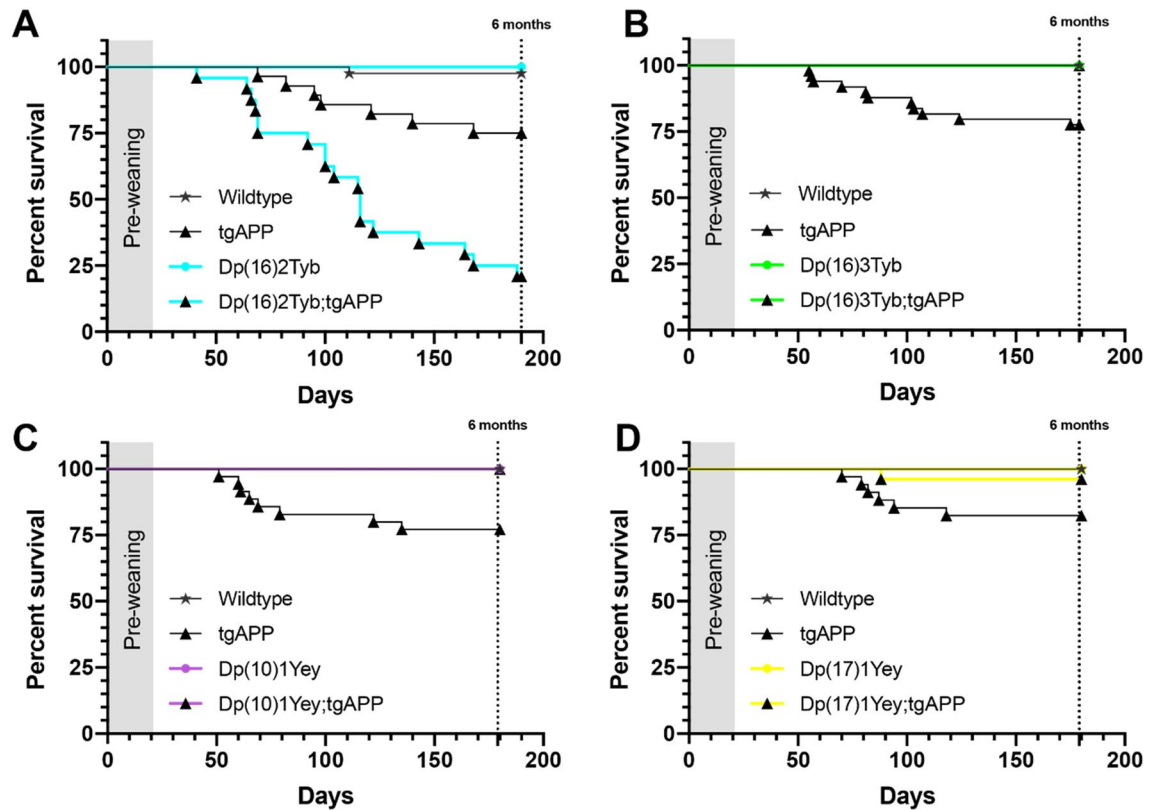 A
6 months
100
75
50
25
0
Percent survival
Pre-weaning
Wildtype
tgAPP
Dp(16)2Tyb
Dp(16)2Tyb;tgAPP
0 50 100 150 200
Days
B
6 months
100
75
50
25
0
Percent survival
Pre-weaning
Wildtype
tgAPP
Dp(16)3Tyb
Dp(16)3Tyb;tgAPP
0 50 100 150 200
Days
C
6 months
100
75
50
25
0
Percent survival
Pre-weaning
Wildtype
tgAPP
Dp(10)1Yey
Dp(10)1Yey;tgAPP
0 50 100 150 200
Days
D
6 months
100
75
50
25
0
Percent survival
Pre-weaning
Wildtype
tgAPP
Dp(17)1Yey
Dp(17)1Yey;tgAPP
0 50 100 150 200
Days